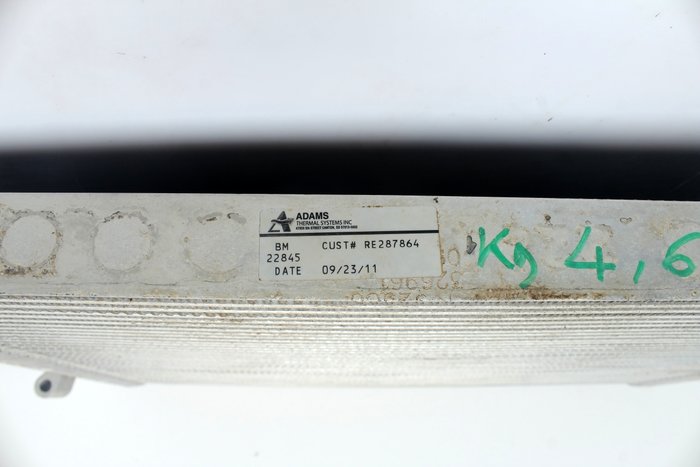 ADAMS
THERMAL SYSTEMS INC
BM CUST# RE287864
22845
DATE 09/23/11
Kg 4,6